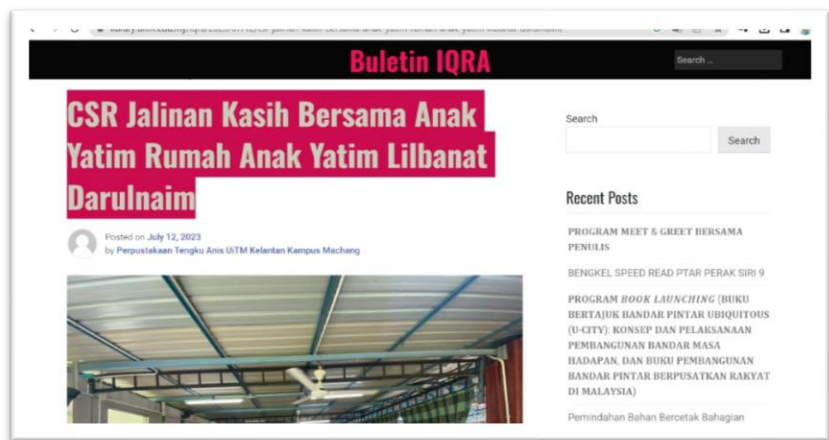 Buletin IQRA
Search ...
CSR Jalinan Kasih Bersama Anak
Yatim Rumah Anak Yatim Lilbanat
Darulnaim
Posted on July 12, 2023
by Perpustakaan Tengku Anis UiTM Kelantan Kampus Machang
Search
Search
Recent Posts
PROGRAM MEET & GREET BERSAMA
PENULIS
BENGKEL SPEED READ PTAR PERAK SIRI 9
PROGRAM BOOK LAUNCHING (BUKU
BERTAJUK BANDAR PINTAR UBIQUITOUS
(U-CITY): KONSEP DAN PELAKSANAAN
PEMBANGUNAN BANDAR MASA
HADAPAN, DAN BUKU PEMBANGUNAN
BANDAR PINTAR BERPUSATKAN RAKYAT
DI MALAYSIA)
Pemindahan Bahan Bercetak Bahagian